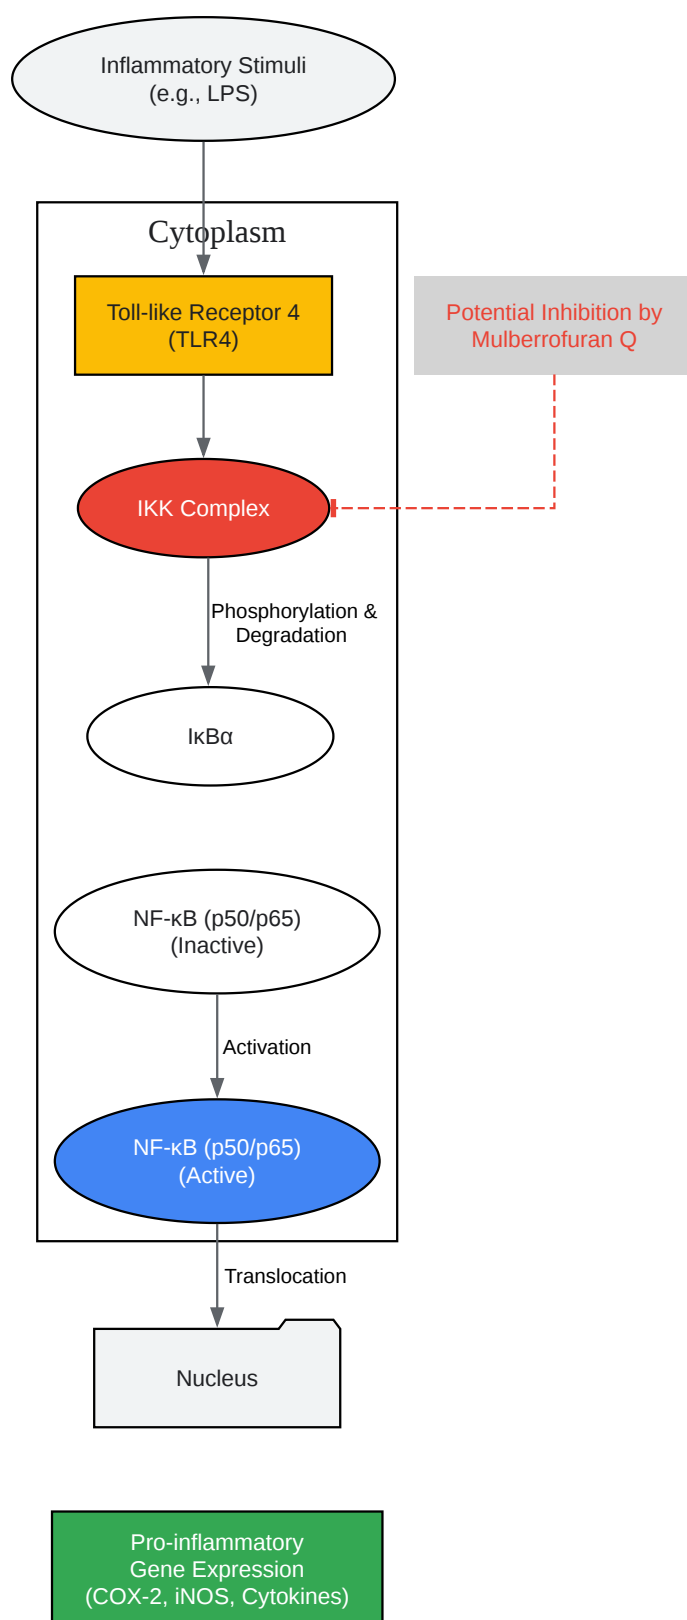 Inflammatory Stimuli
(e.g., LPS)
Cytoplasm
Toll-like Receptor 4
(TLR4)
Potential Inhibition by
Mulberrofuran Q
IKK Complex
Phosphorylation &
Degradation
IκBα
NF-κB (p50/p65)
(Inactive)
Activation
NF-κB (p50/p65)
(Active)
Translocation
Nucleus
Pro-inflammatory
Gene Expression
(COX-2, iNOS, Cytokines)